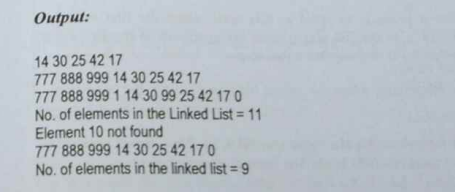 Output:
14 30 25 42 17
777 888 999 14 30 25 42 17
777 888 999 1 14 30 99 25 42 17 0
No. of elements in the Linked List = 11
Element 10 not found
777 888 999 14 30 25 42 17 0
No. of elements in the linked list = 9